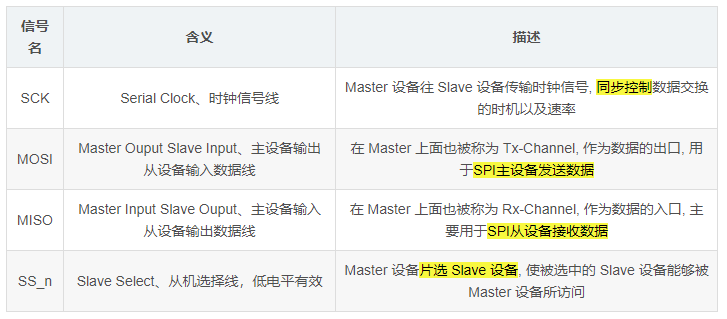 信号名 含义 描述
SCK Serial Clock、时钟信号线 Master 设备往 Slave 设备传输时钟信号, 同步控制数据交换
的时机以及速率
MOSI Master Ouput Slave Input、主设备输出
从设备输入数据线
在 Master 上面也被称为 Tx-Channel, 作为数据的出口, 用
于SPI主设备发送数据
MISO Master Input Slave Ouput、主设备输入
从设备输出数据线
在 Master 上面也被称为 Rx-Channel, 作为数据的入口, 主
要用于SPI从设备接收数据
SS_n Slave Select、从机选择线，低电平有效 Master 设备片选 Slave 设备, 使被选中的 Slave 设备能够被
Master 设备所访问